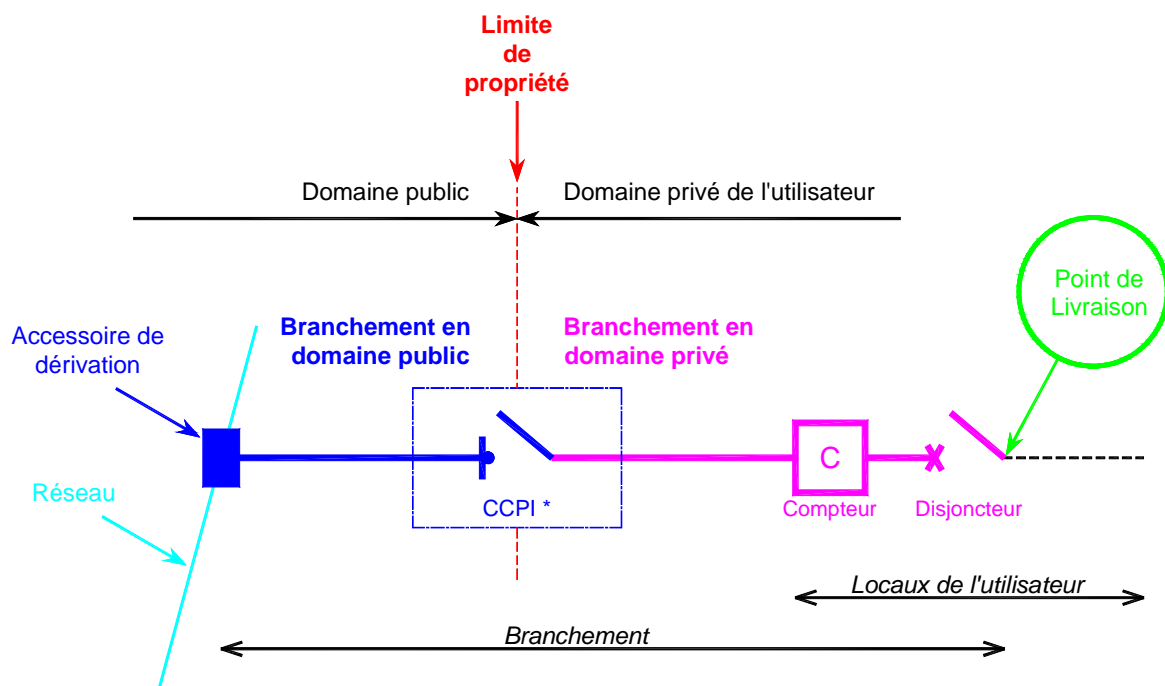 Limite
de
propriété
Domaine public
Domaine privé de l'utilisateur
Point de
Livraison
Accessoire de
dérivation
Branchement en
domaine public
Branchement en
domaine privé
C
Réseau
CCPI *
Compteur
Disjoncteur
Locaux de l'utilisateur
Branchement